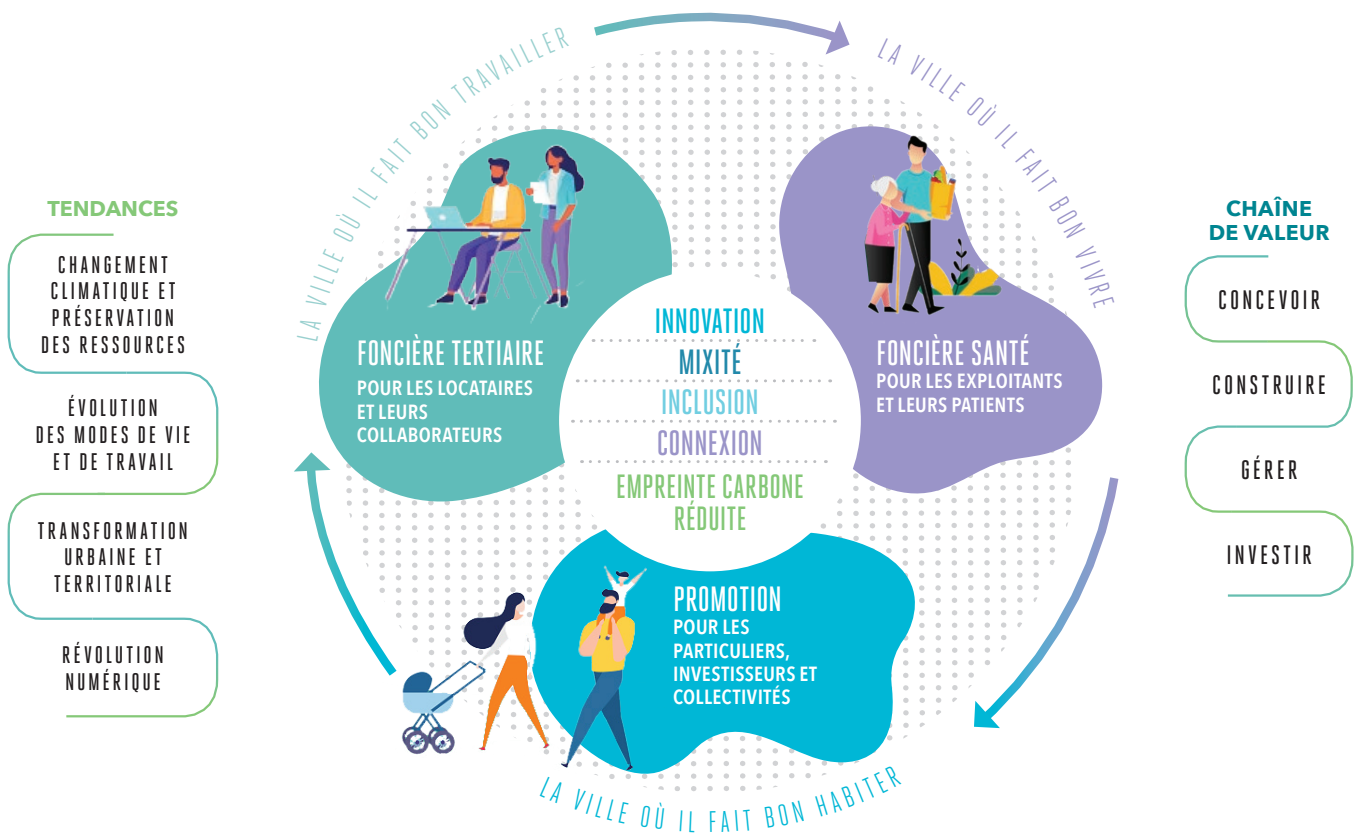 LA VILLE OÙ IL FAIT BON TRAVAILLER
LA VILLE OÙ IL FAIT BON VIVRE
TENDANCES
CHANGEMENT
CLIMATIQUE ET
PRÉSERVATION
DES RESSOURCES
ÉVOLUTION
DES MODES DE VIE
ET DE TRAVAIL
TRANSFORMATION
URBAINE ET
TERRITORIALE
RÉVOLUTION
NUMÉRIQUE
FONCIÈRE TERTIAIRE
POUR LES LOCATAIRES
ET LEURS
COLLABORATEURS
INNOVATION
MIXITÉ
INCLUSION
CONNEXION
EMPREINTE CARBONE
RÉDUITE
FONCIÈRE SANTÉ
POUR LES EXPLOITANTS
ET LEURS PATIENTS
PROMOTION
POUR LES
PARTICULIERS,
INVESTISSEURS ET
COLLECTIVITÉS
LA VILLE OÙ IL FAIT BON HABITER
CHAÎNE
DE VALEUR
CONCEVOIR
CONSTRUIRE
GÉRER
INVESTIR